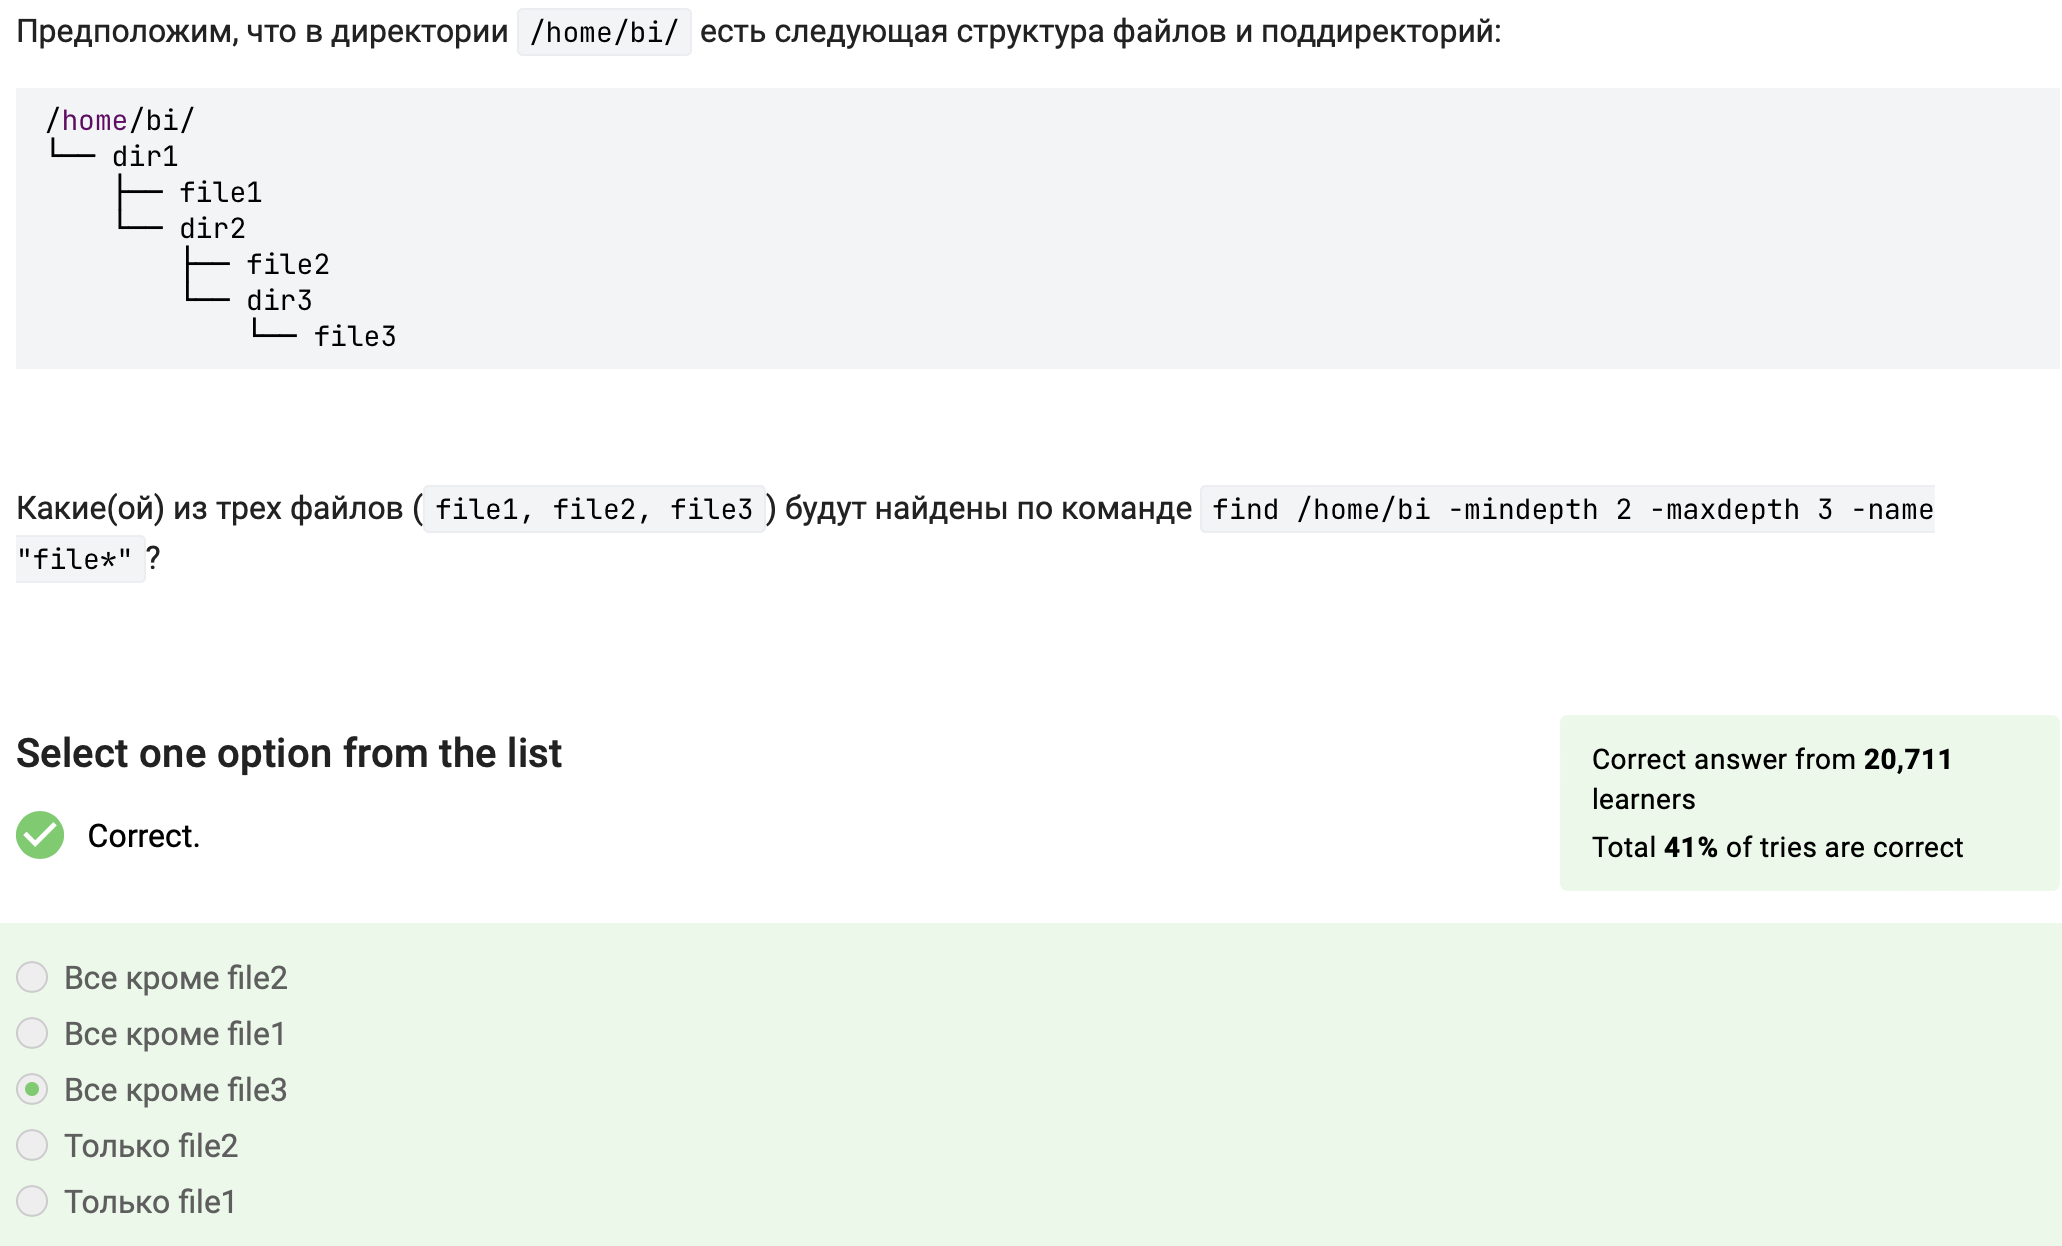 Предположим, что в директории /home/bi/ есть следующая структура файлов и поддиректорий:
/home/bi/
└── dir1
    ├── file1
    └── dir2
        ├── file2
        └── dir3
            └── file3
Какие(ой) из трех файлов (file1, file2, file3) будут найдены по команде find /home/bi -mindepth 2 -maxdepth 3 -name
"file*"?
Select one option from the list
Correct.
Correct answer from 20,711
learners
Total 41% of tries are correct
Все кроме file2
Все кроме file1
Все кроме file3
Только file2
Только file1